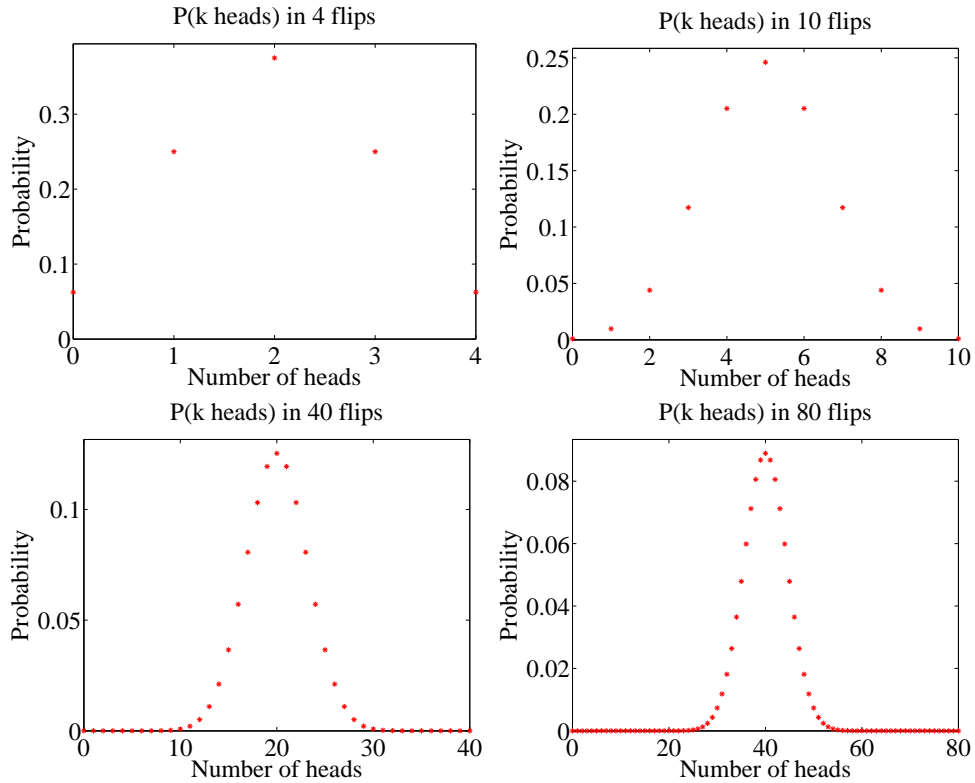 P(k heads) in 4 flips
Probability
0.3
0.2
0.1
0
0 1 2 3 4
Number of heads
P(k heads) in 10 flips
Probability
0.25
0.2
0.15
0.1
0.05
0
0 2 4 6 8 10
Number of heads
P(k heads) in 40 flips
Probability
0.1
0.05
0
0 10 20 30 40
Number of heads
P(k heads) in 80 flips
Probability
0.08
0.06
0.04
0.02
0
0 20 40 60 80
Number of heads